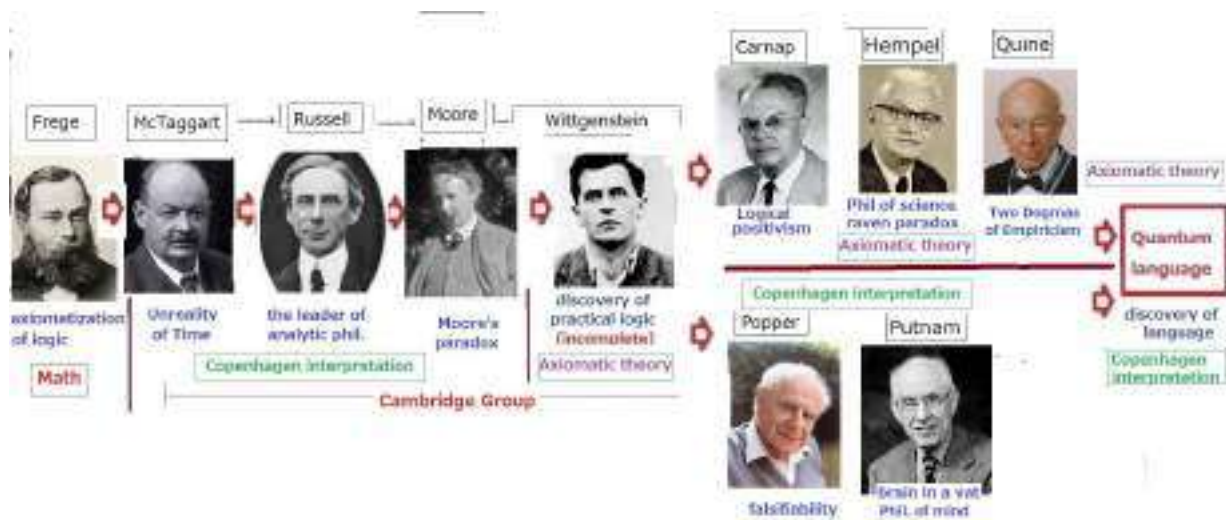 Carnap
Hempel
Quine
Frege
McTaggart
Russell
Moore
Wittgenstein
Axiomatic theory
Logical
positivism
Phil of science
raven paradox
Axiomatic theory
Two Dogmas
of Empiricism
Quantum
language
axiomatization
of logic
Math
Unreality
of Time
the leader of
analytic phil.
Moore's
paradox
discovery of
practical logic
(incomplete)
Copenhagen interpretation
Axiomatic theory
Cambridge Group
Copenhagen interpretation
Popper
Putnam
discovery of
language
Copenhagen
interpretation
falsifiability
brain in a vat
Phil. of mind